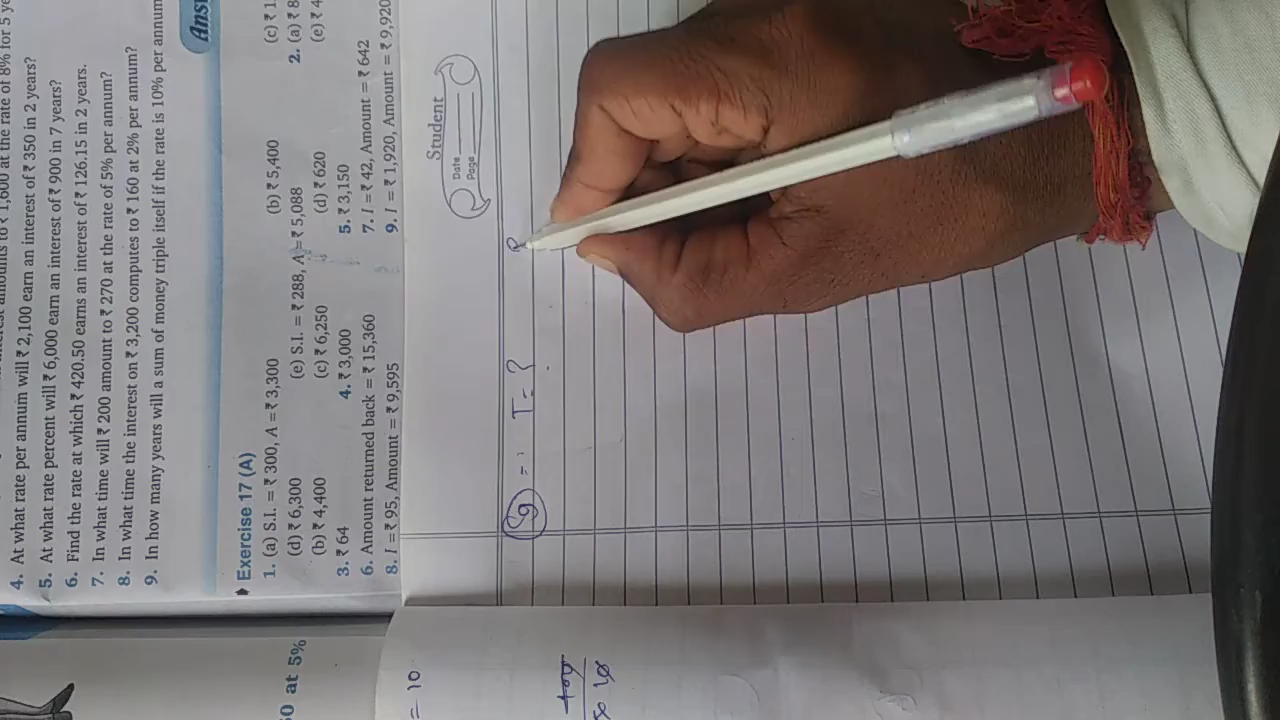 4. At what rate per annum will ₹ 2,100 earn an interest of ₹ 350 in 2 years?
5. At what rate percent will ₹ 6,000 earn an interest of ₹ 900 in 7 years?
6. Find the rate at which ₹ 420.50 earns an interest of ₹ 126.15 in 2 years.
7. In what time will ₹ 200 amount to ₹ 270 at the rate of 5% per annum?
8. In what time the interest on ₹ 3,200 computes to ₹ 160 at 2% per annum?
9. In how many years will a sum of money triple itself if the rate is 10% per annum
Exercise 17 (A)
1. (a) S.I. = ₹ 300, A = ₹ 3,300 (b) ₹ 5,400
(d) ₹ 6,300 (e) S.I. = ₹ 288, A = ₹ 5,088 2. (a) ₹ 8
(b) ₹ 4,400 (c) ₹ 6,250 (d) ₹ 620 (e) ₹ 4
3. ₹ 64 4. ₹ 3,000 5. ₹ 3,150
6. Amount returned back = ₹ 15,360 7. I = ₹ 42, Amount = ₹ 642
8. I = ₹ 95, Amount = ₹ 9,595 9. I = ₹ 1,920, Amount = ₹ 9,920
Student
Date
Page
9) = T = ?
0 at 5%
= 10